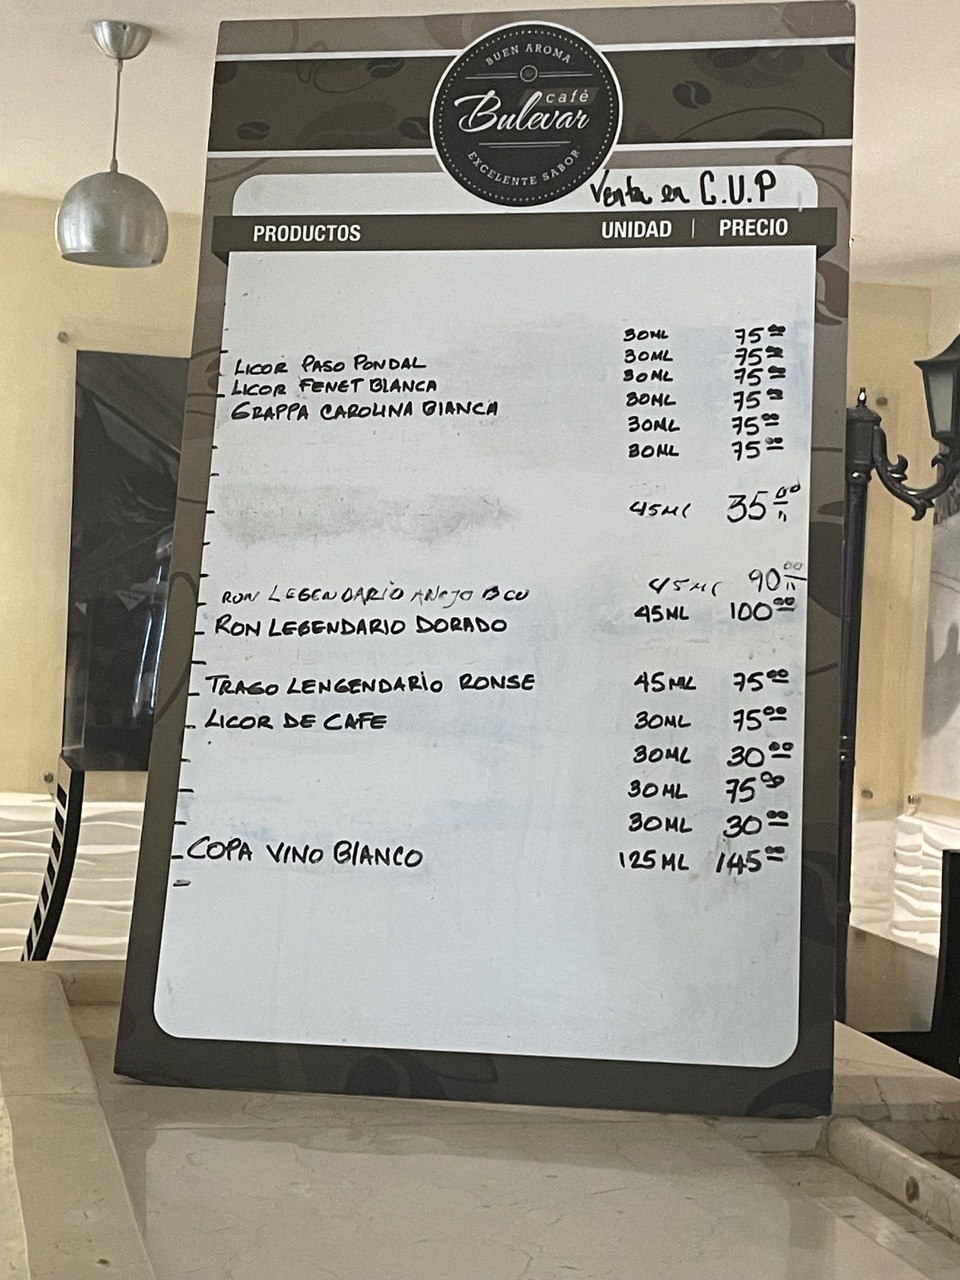 BUEN AROMA
café
Bulevar
EXCELENTE SABOR
Venta en C.U.P
PRODUCTOS UNIDAD | PRECIO
30ML 75.00
LICOR PASO PONDAL 30ML 75.00
LICOR FENET BLANCA 30ML 75.00
GRAPPA CAROLINA BIANCA 30ML 75.00
30ML 75.00
30ML 75.00
45ML 35.00
RON LEGENDARIO AÑEJO BCO 45ML 90.00
RON LEGENDARIO DORADO 45ML 100.00
TRAGO LENGENDARIO RONSE 45ML 75.00
LICOR DE CAFE 30ML 75.00
30ML 30.00
30ML 75.00
30ML 30.00
COPA VINO BLANCO 125ML 145.00